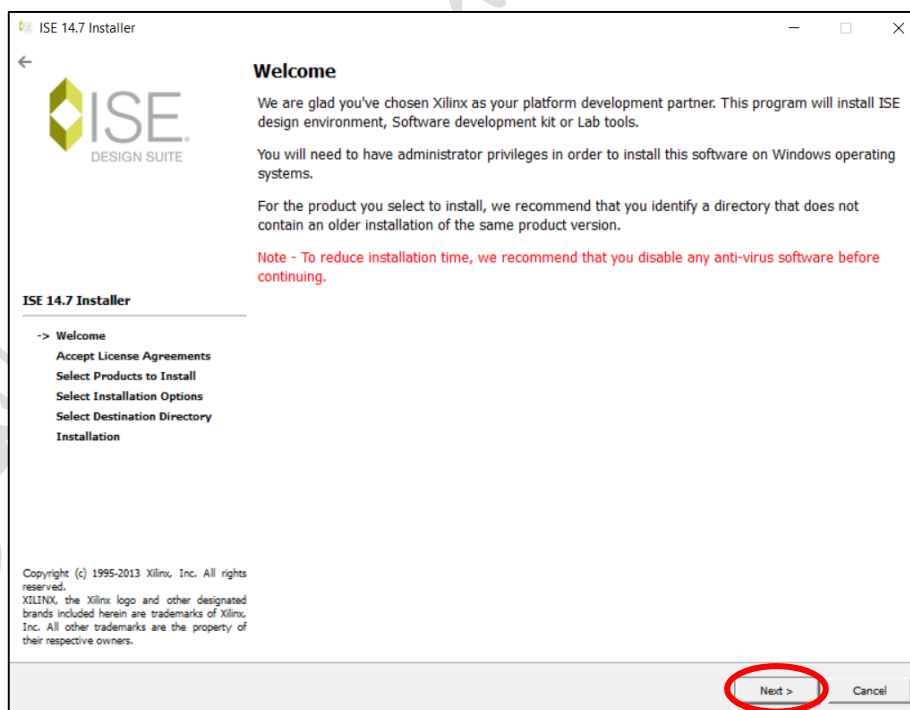 ISE 14.7 Installer
ISE.
DESIGN SUITE
Welcome
We are glad you've chosen Xilinx as your platform development partner. This program will install ISE
design environment, Software development kit or Lab tools.
You will need to have administrator privileges in order to install this software on Windows operating
systems.
For the product you select to install, we recommend that you identify a directory that does not
contain an older installation of the same product version.
Note - To reduce installation time, we recommend that you disable any anti-virus software before
continuing.
ISE 14.7 Installer
-> Welcome
Accept License Agreements
Select Products to Install
Select Installation Options
Select Destination Directory
Installation
Copyright (c) 1995-2013 Xilinx, Inc. All rights
reserved.
XILINX, the Xilinx logo and other designated
brands included herein are trademarks of Xilinx,
Inc. All other trademarks are the property of
their respective owners.
Next >
Cancel